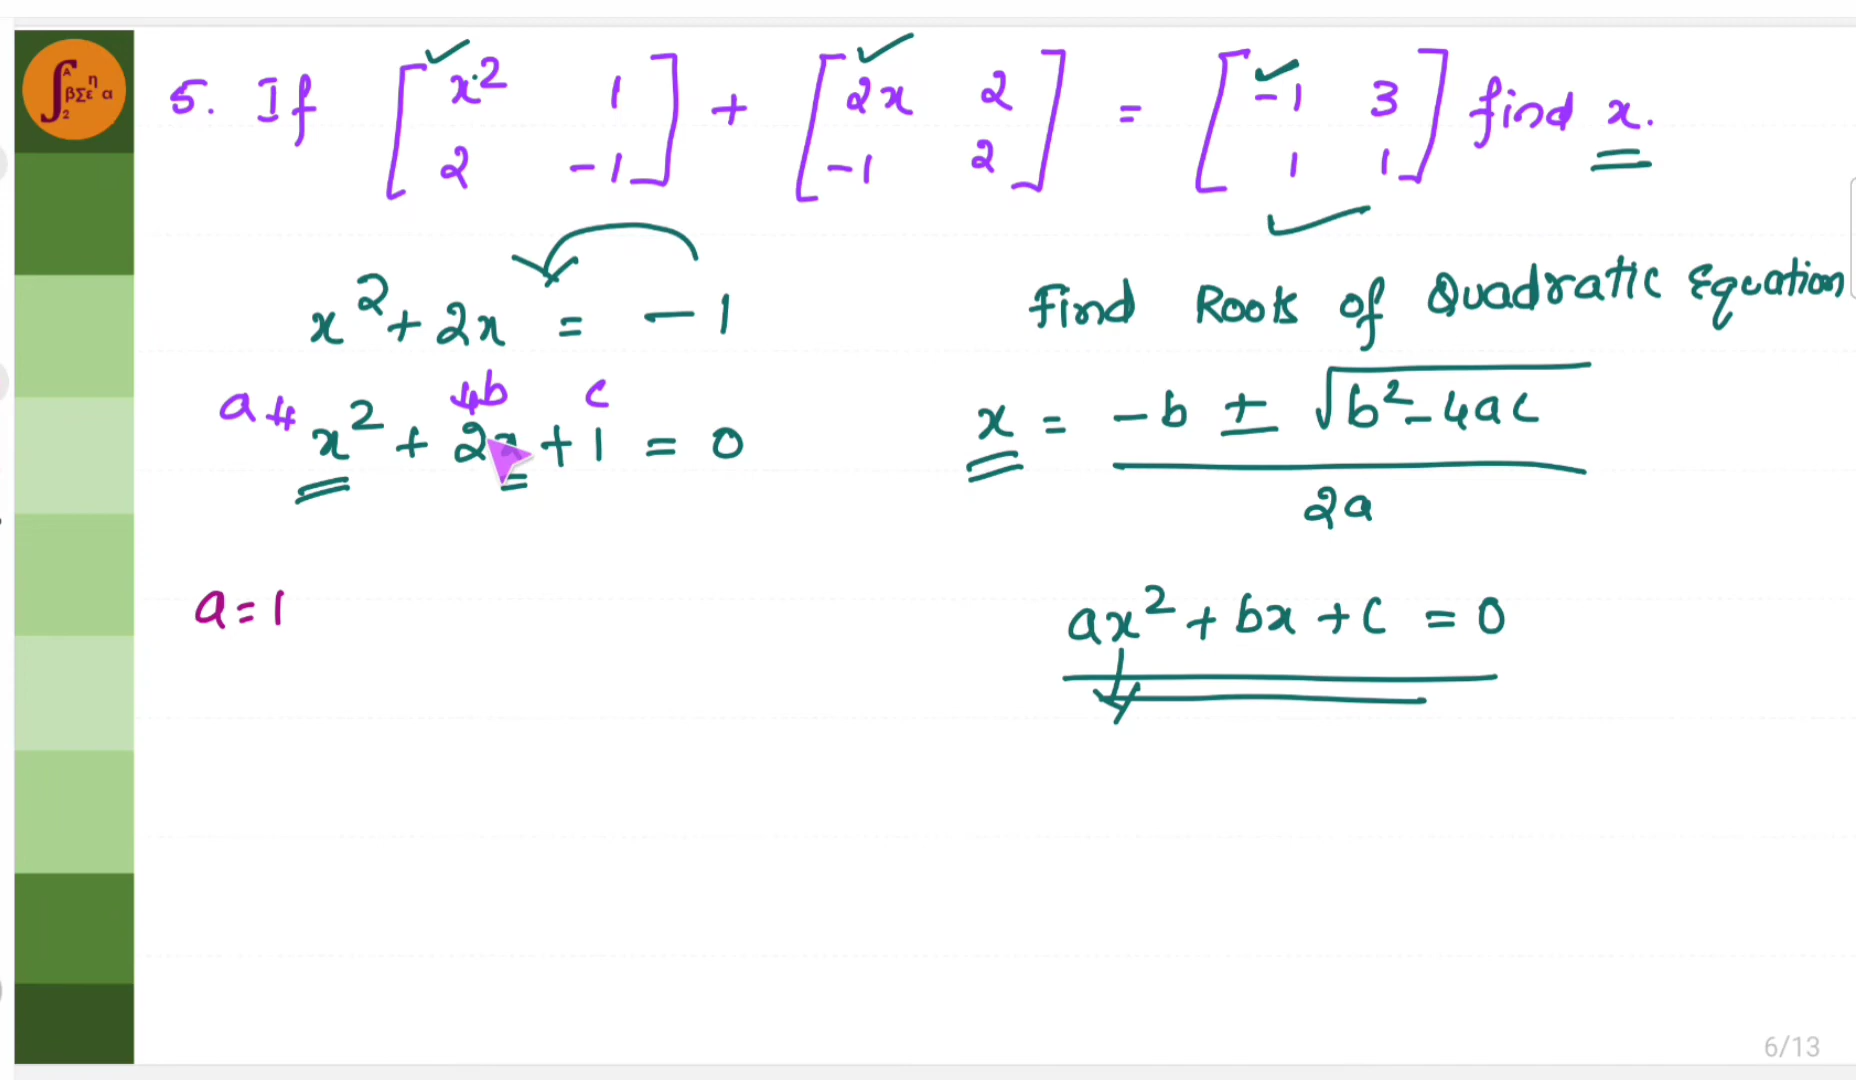 5. If [x² 1; 2 -1] + [2x 2; -1 2] = [-1 3; 1 1] find x.
x² + 2x = -1
a b c
x² + 2x + 1 = 0
a = 1
Find Roots of Quadratic Equation
x = (-b ± √(b² - 4ac)) / 2a
ax² + bx + c = 0
6/13